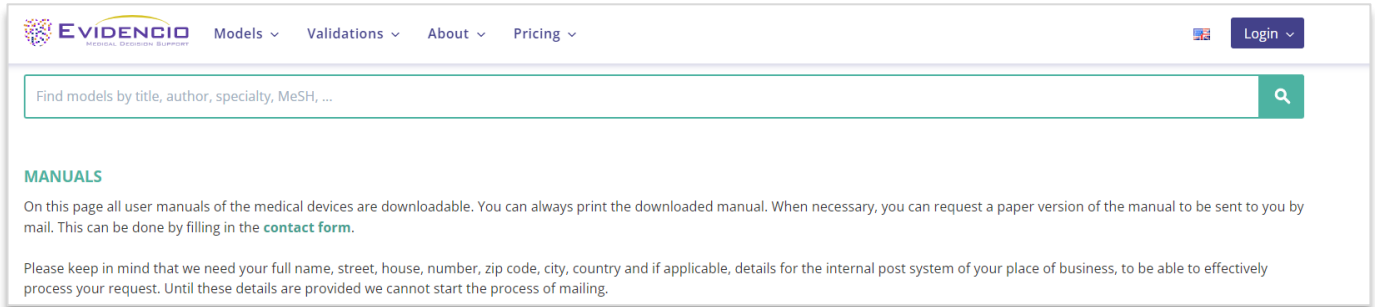 EVIDENCIO
MEDICAL DECISION SUPPORT
Models
Validations
About
Pricing
Login
Find models by title, author, specialty, MeSH, ...
MANUALS
On this page all user manuals of the medical devices are downloadable. You can always print the downloaded manual. When necessary, you can request a paper version of the manual to be sent to you by
mail. This can be done by filling in the contact form.
Please keep in mind that we need your full name, street, house, number, zip code, city, country and if applicable, details for the internal post system of your place of business, to be able to effectively
process your request. Until these details are provided we cannot start the process of mailing.